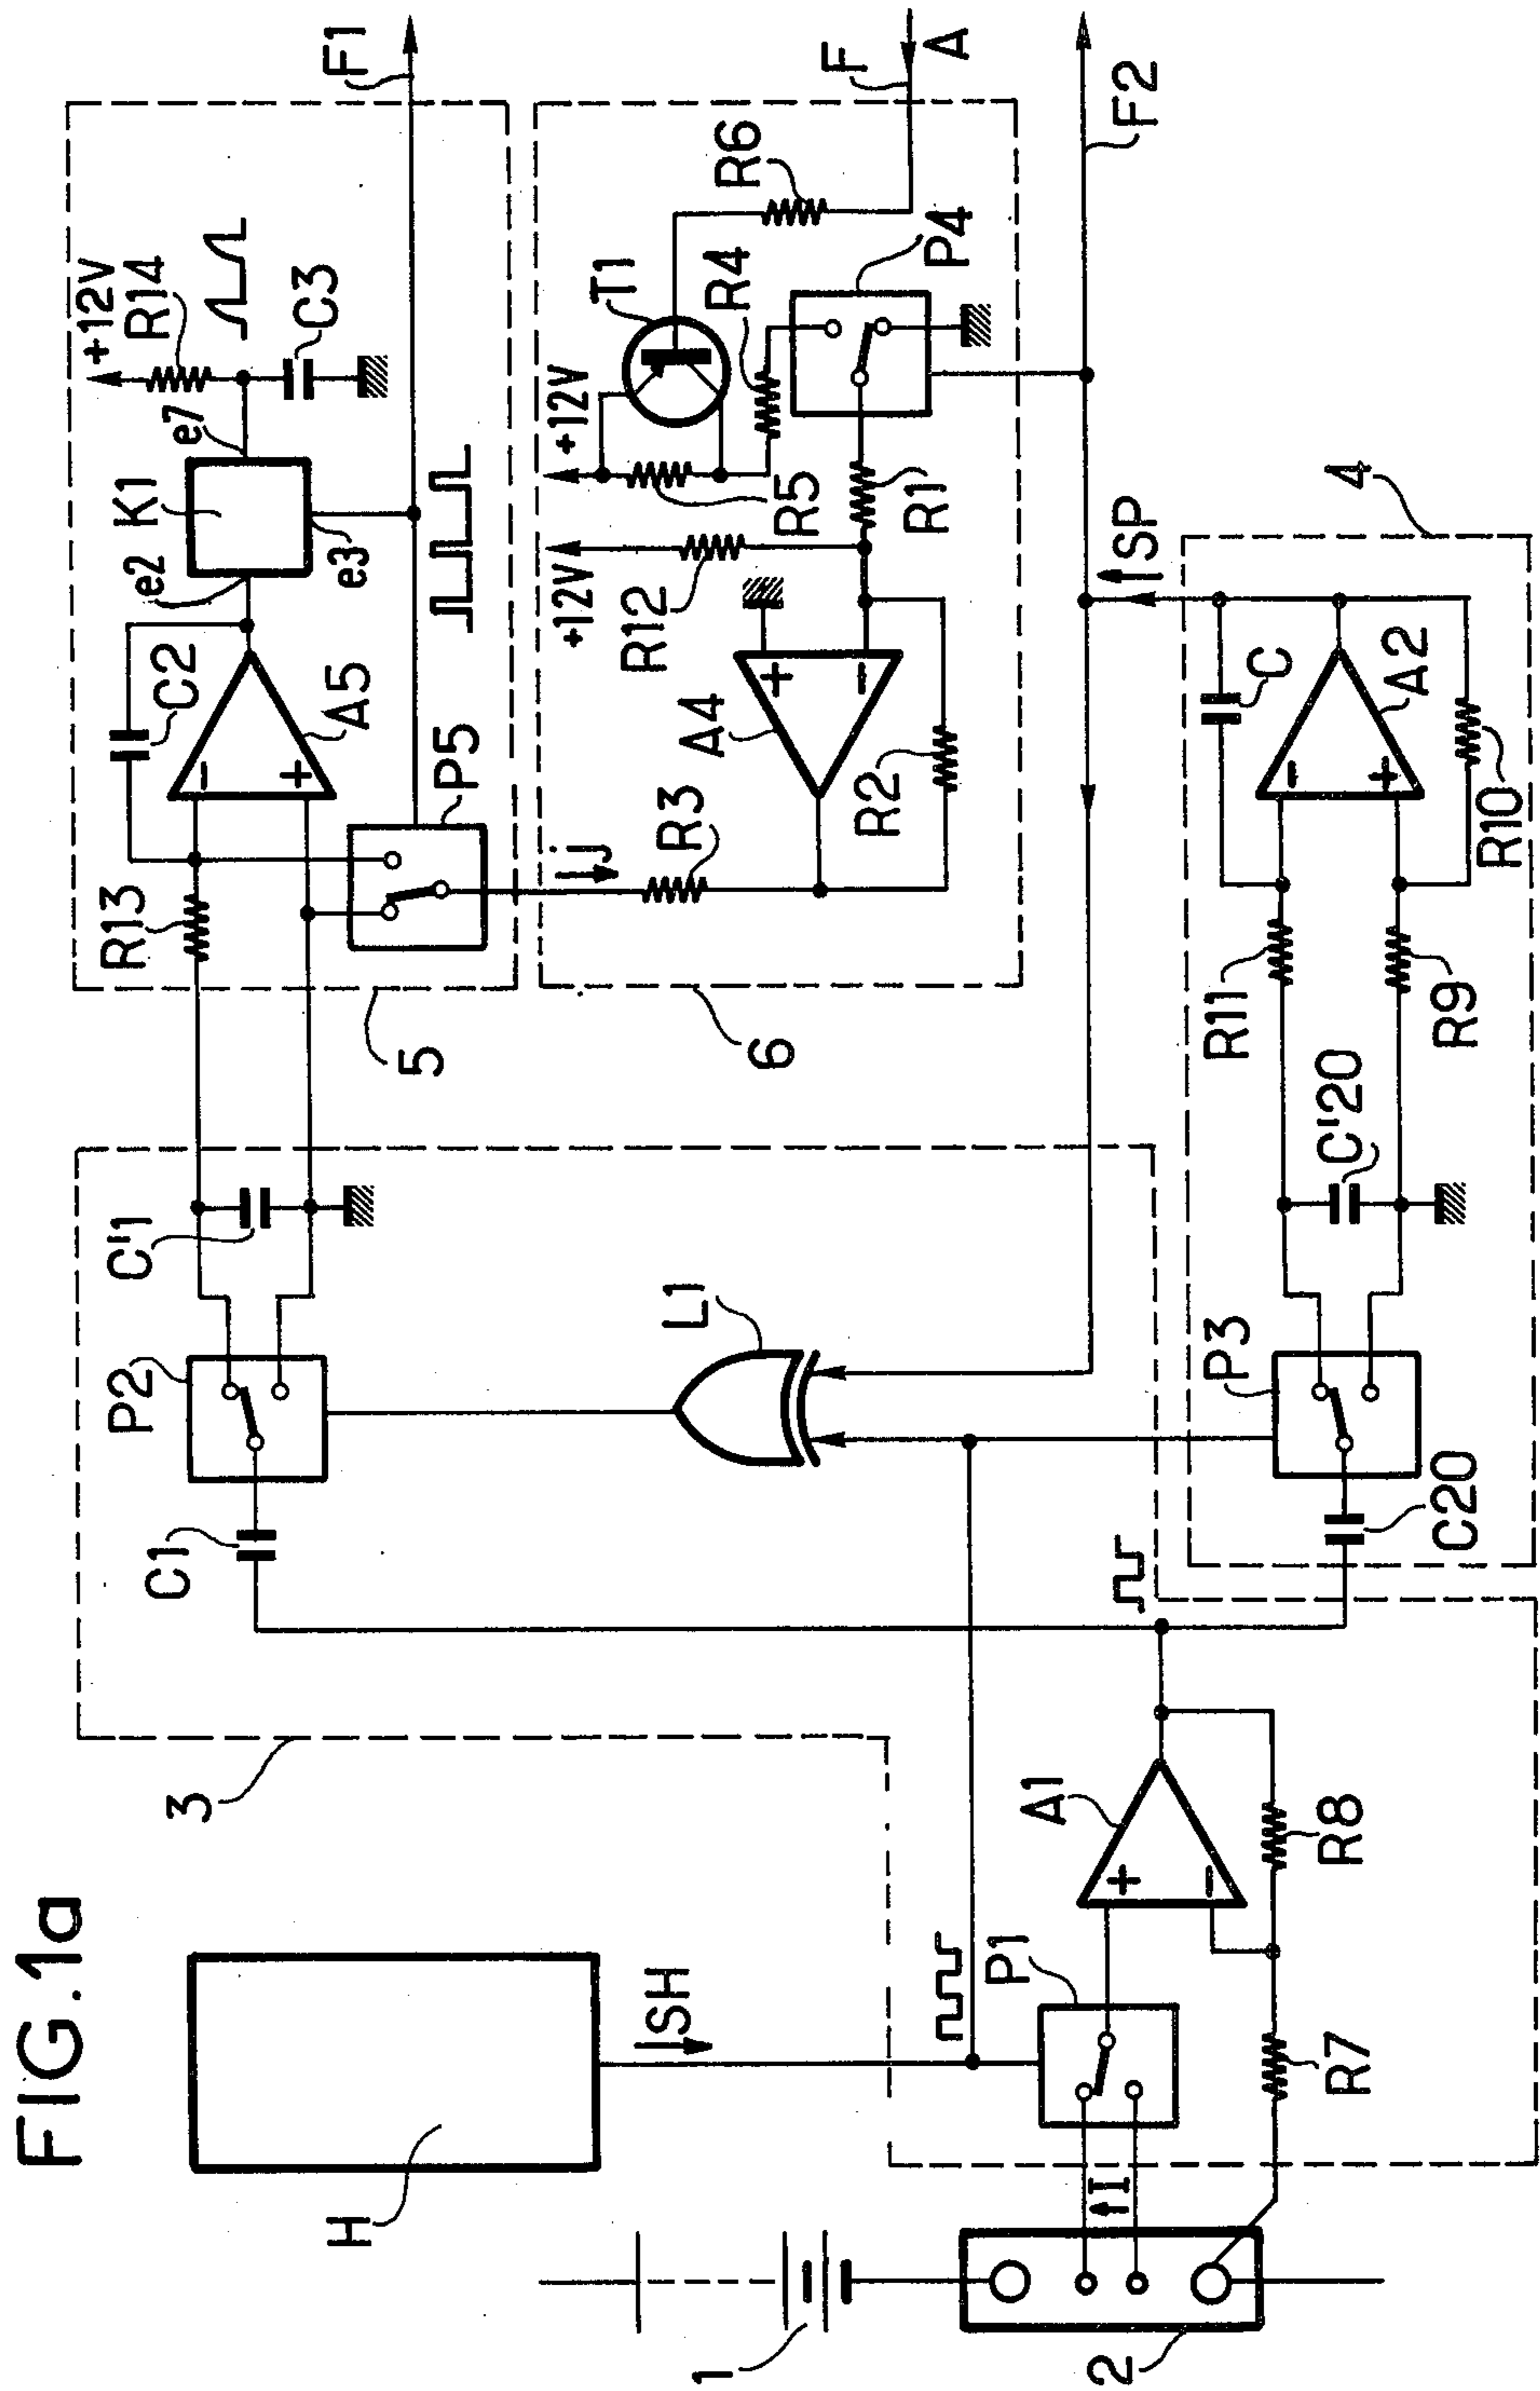 FIG.1a
H
SH
1
2
I
3
P1
A1
+
−
R7
R8
C1
P2
C'1
L1
C20
P3
C'20
R11
R9
−
+
A2
C
R10
4
SP
5
R13
−
+
A5
C2
P5
e2
K1
e3
e7
+12V
R14
C3
F1
6
j
R3
A4
+
−
R2
+12V
R12
R1
+12V
R5
R4
T1
P4
R6
F
A
F2